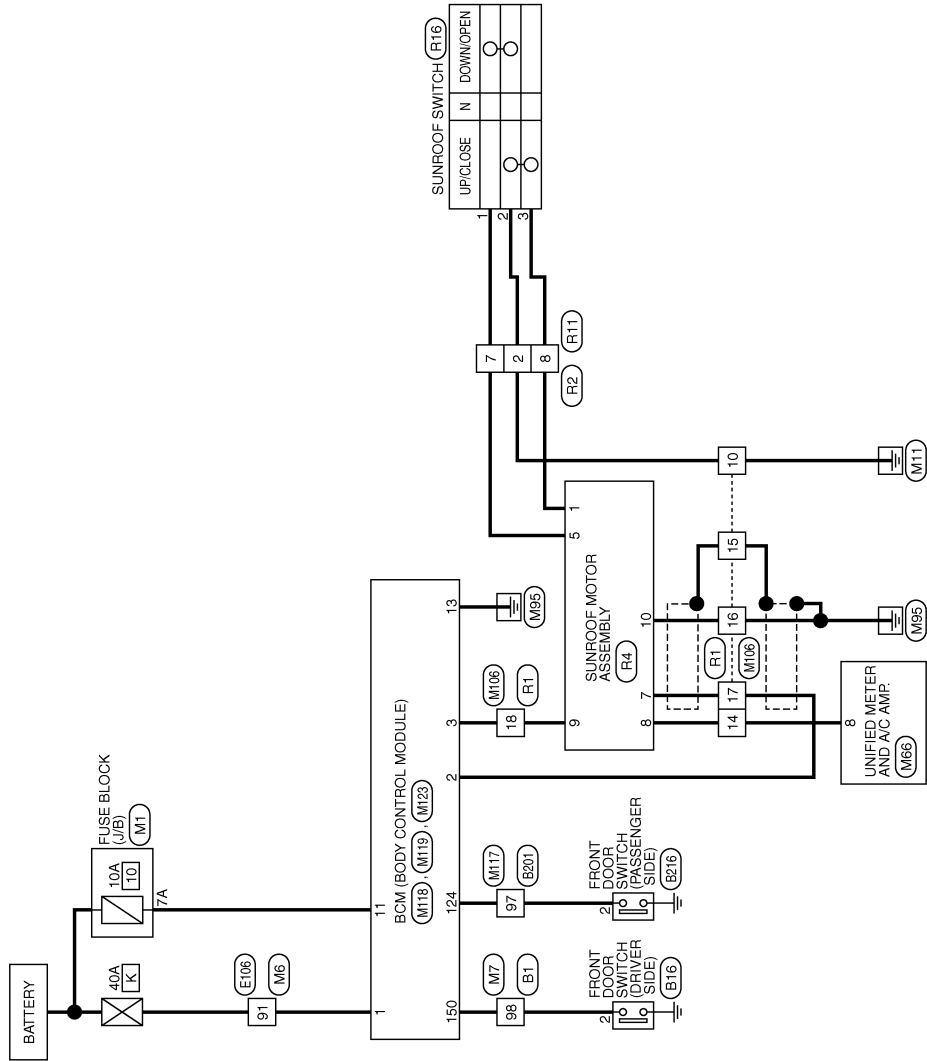 BATTERY
40A
K
E106
M6
91
1
FUSE BLOCK
(J/B)
M1
10A
10
7A
11
BCM (BODY CONTROL MODULE)
M118 , M119 , M123
150
124
2
3
13
M7
B1
98
2
FRONT
DOOR
SWITCH
(DRIVER
SIDE)
B16
M117
B201
97
2
FRONT
DOOR
SWITCH
(PASSENGER
SIDE)
B216
M106
R1
18
M95
9
5
1
SUNROOF MOTOR
ASSEMBLY
R4
8
7
10
14
17
R1
M106
16
15
10
8
UNIFIED METER
AND A/C AMP.
M66
M95
M11
SUNROOF SWITCH
R16
UP/CLOSE
N
DOWN/OPEN
1
2
3
7
2
8
R2
R11